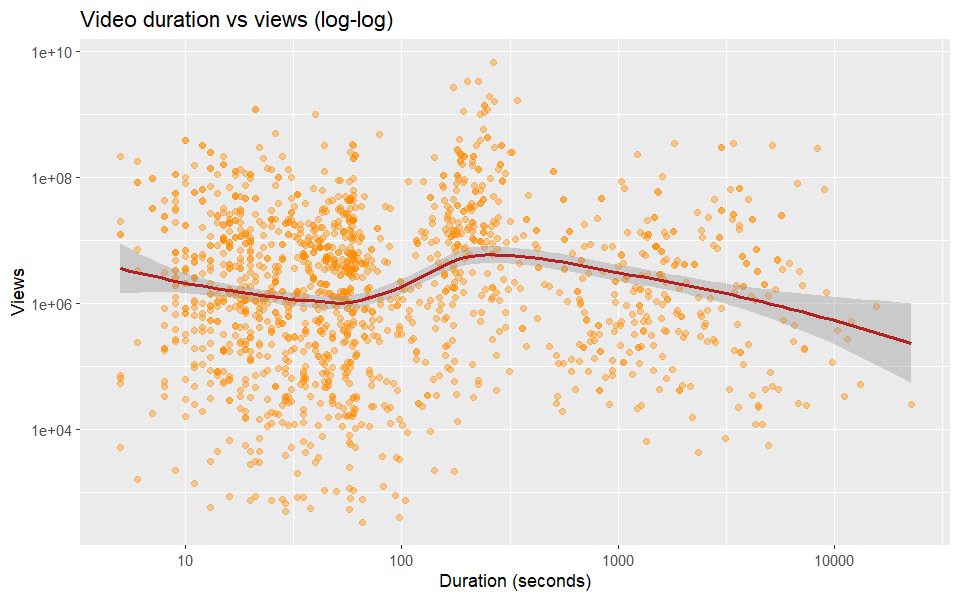 Video duration vs views (log-log)
1e+10
1e+08
1e+06
1e+04
Views
10 100 1000 10000
Duration (seconds)